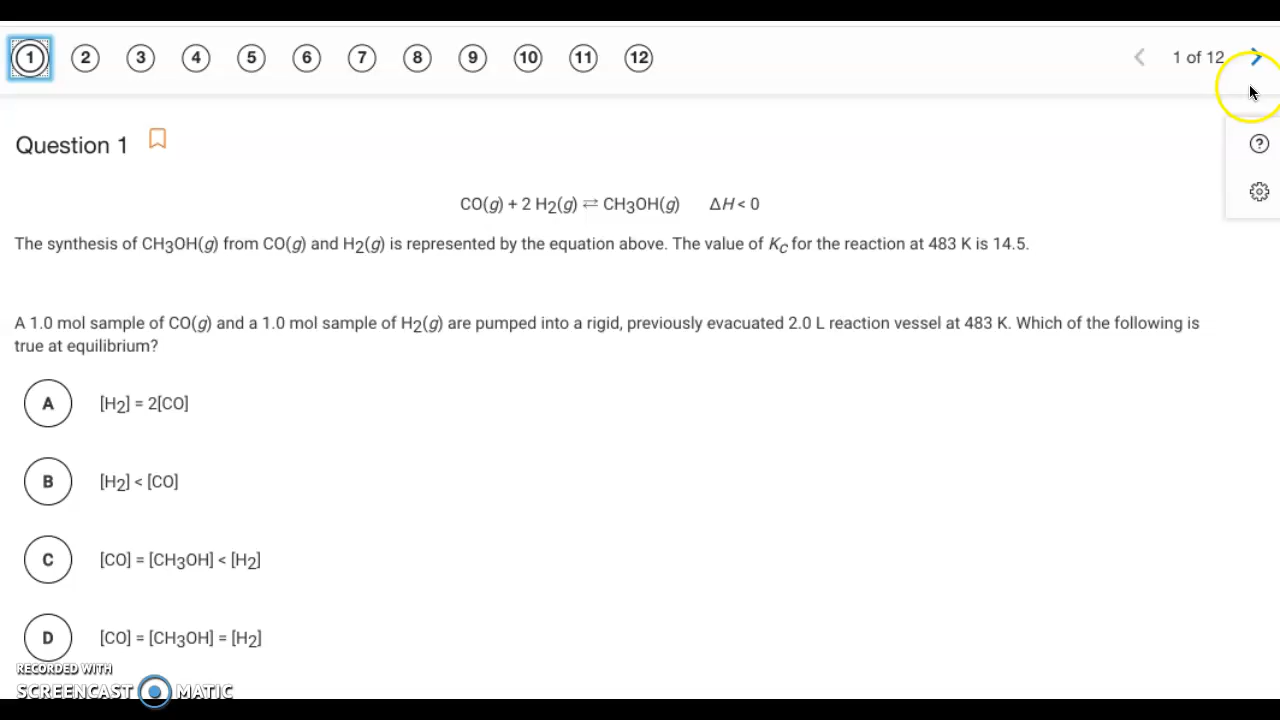 1 2 3 4 5 6 7 8 9 10 11 12 1 of 12
Question 1
?
CO(g) + 2 H2(g) ⇌ CH3OH(g) ΔH < 0
The synthesis of CH3OH(g) from CO(g) and H2(g) is represented by the equation above. The value of Kc for the reaction at 483 K is 14.5.
A 1.0 mol sample of CO(g) and a 1.0 mol sample of H2(g) are pumped into a rigid, previously evacuated 2.0 L reaction vessel at 483 K. Which of the following is
true at equilibrium?
A [H2] = 2[CO]
B [H2] < [CO]
C [CO] = [CH3OH] < [H2]
D [CO] = [CH3OH] = [H2]
RECORDED WITH
SCREENCAST MATIC